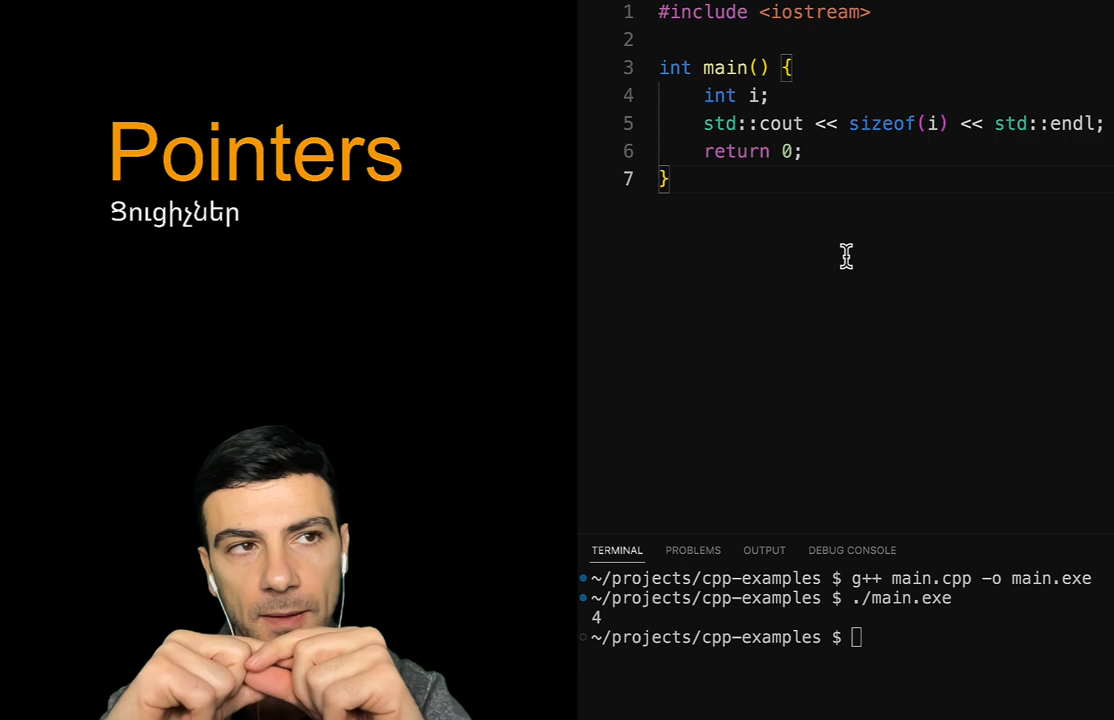 Pointers
Ցուցիչներ
1 #include <iostream>
2
3 int main() {
4 int i;
5 std::cout << sizeof(i) << std::endl;
6 return 0;
7 }
TERMINAL PROBLEMS OUTPUT DEBUG CONSOLE
~/projects/cpp-examples $ g++ main.cpp -o main.exe
~/projects/cpp-examples $ ./main.exe
4
~/projects/cpp-examples $